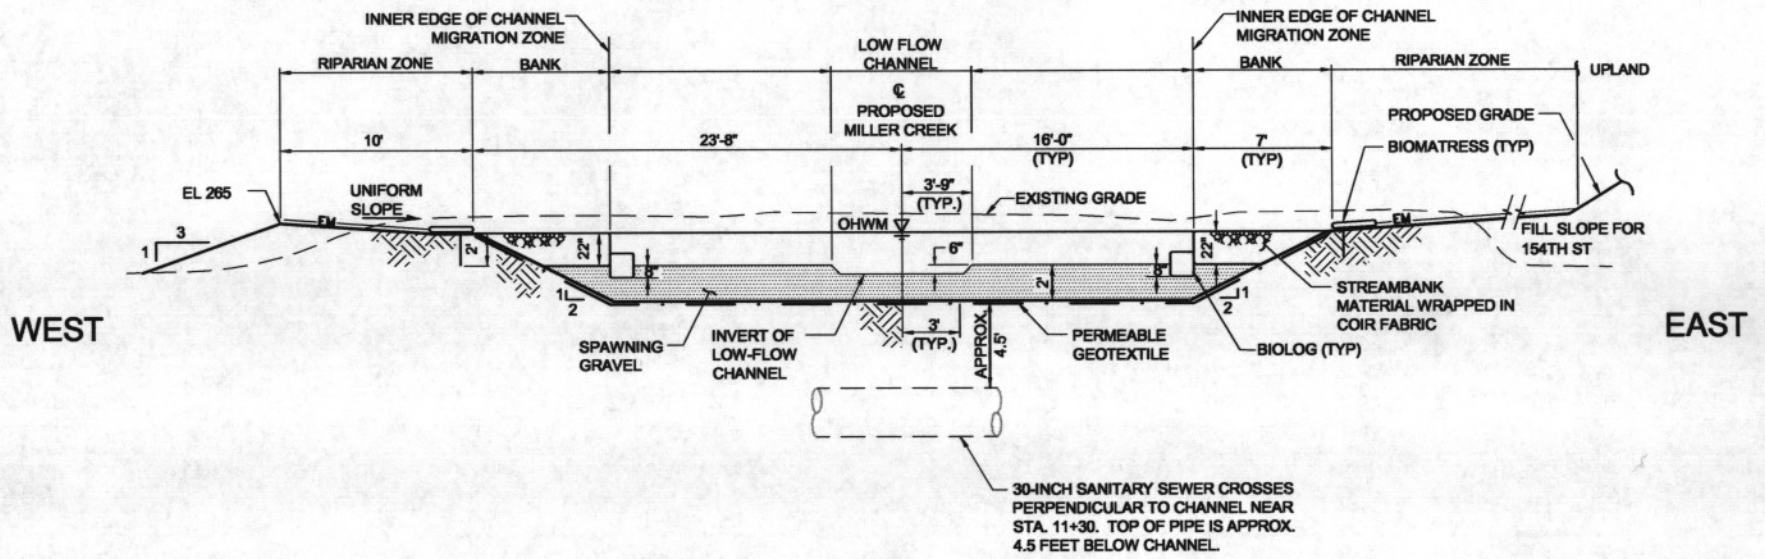 INNER EDGE OF CHANNEL
MIGRATION ZONE
INNER EDGE OF CHANNEL
MIGRATION ZONE
LOW FLOW
CHANNEL
RIPARIAN ZONE
BANK
BANK
RIPARIAN ZONE
UPLAND
℄
PROPOSED
MILLER CREEK
PROPOSED GRADE
10'
23'-8"
16'-0"
(TYP)
7'
(TYP)
BIOMATRESS (TYP)
EL 265
UNIFORM
SLOPE
3'-9"
(TYP.)
EXISTING GRADE
EM
OHWM
EM
FILL SLOPE FOR
154TH ST
3
1
2'
22"
8"
6"
2'
8"
22"
1
2
1
2
STREAMBANK
MATERIAL WRAPPED IN
COIR FABRIC
WEST
EAST
SPAWNING
GRAVEL
INVERT OF
LOW-FLOW
CHANNEL
3'
(TYP.)
APPROX.
4.5'
PERMEABLE
GEOTEXTILE
BIOLOG (TYP)
30-INCH SANITARY SEWER CROSSES
PERPENDICULAR TO CHANNEL NEAR
STA. 11+30. TOP OF PIPE IS APPROX.
4.5 FEET BELOW CHANNEL.